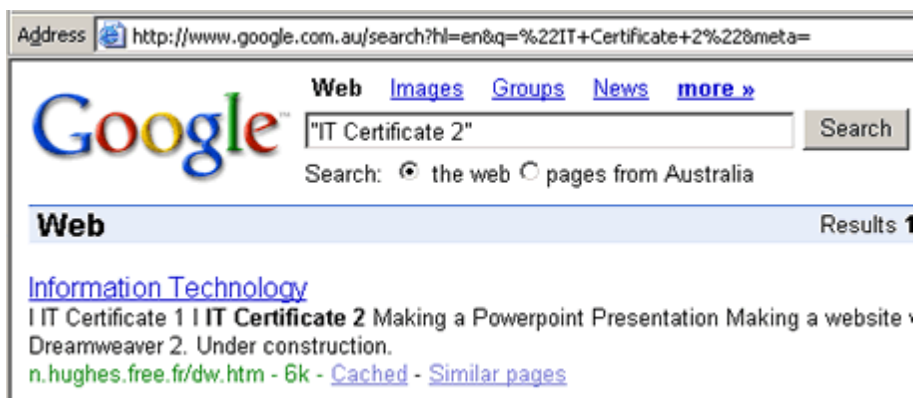 Address http://www.google.com.au/search?hl=en&q=%22IT+Certificate+2%22&meta=
Web Images Groups News more »
Google™
"IT Certificate 2" Search
Search: the web pages from Australia
Web Results 1
Information Technology
I IT Certificate 1 I IT Certificate 2 Making a Powerpoint Presentation Making a website
Dreamweaver 2. Under construction.
n.hughes.free.fr/dw.htm - 6k - Cached - Similar pages